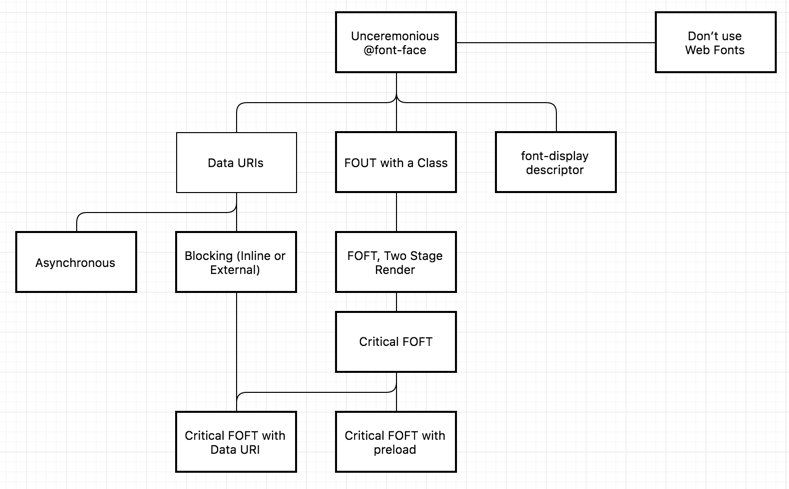 Unceremonious
@font-face
Don’t use
Web Fonts
Data URIs
FOUT with a Class
font-display
descriptor
Asynchronous
Blocking (Inline or
External)
FOFT, Two Stage
Render
Critical FOFT
Critical FOFT with
Data URI
Critical FOFT with
preload